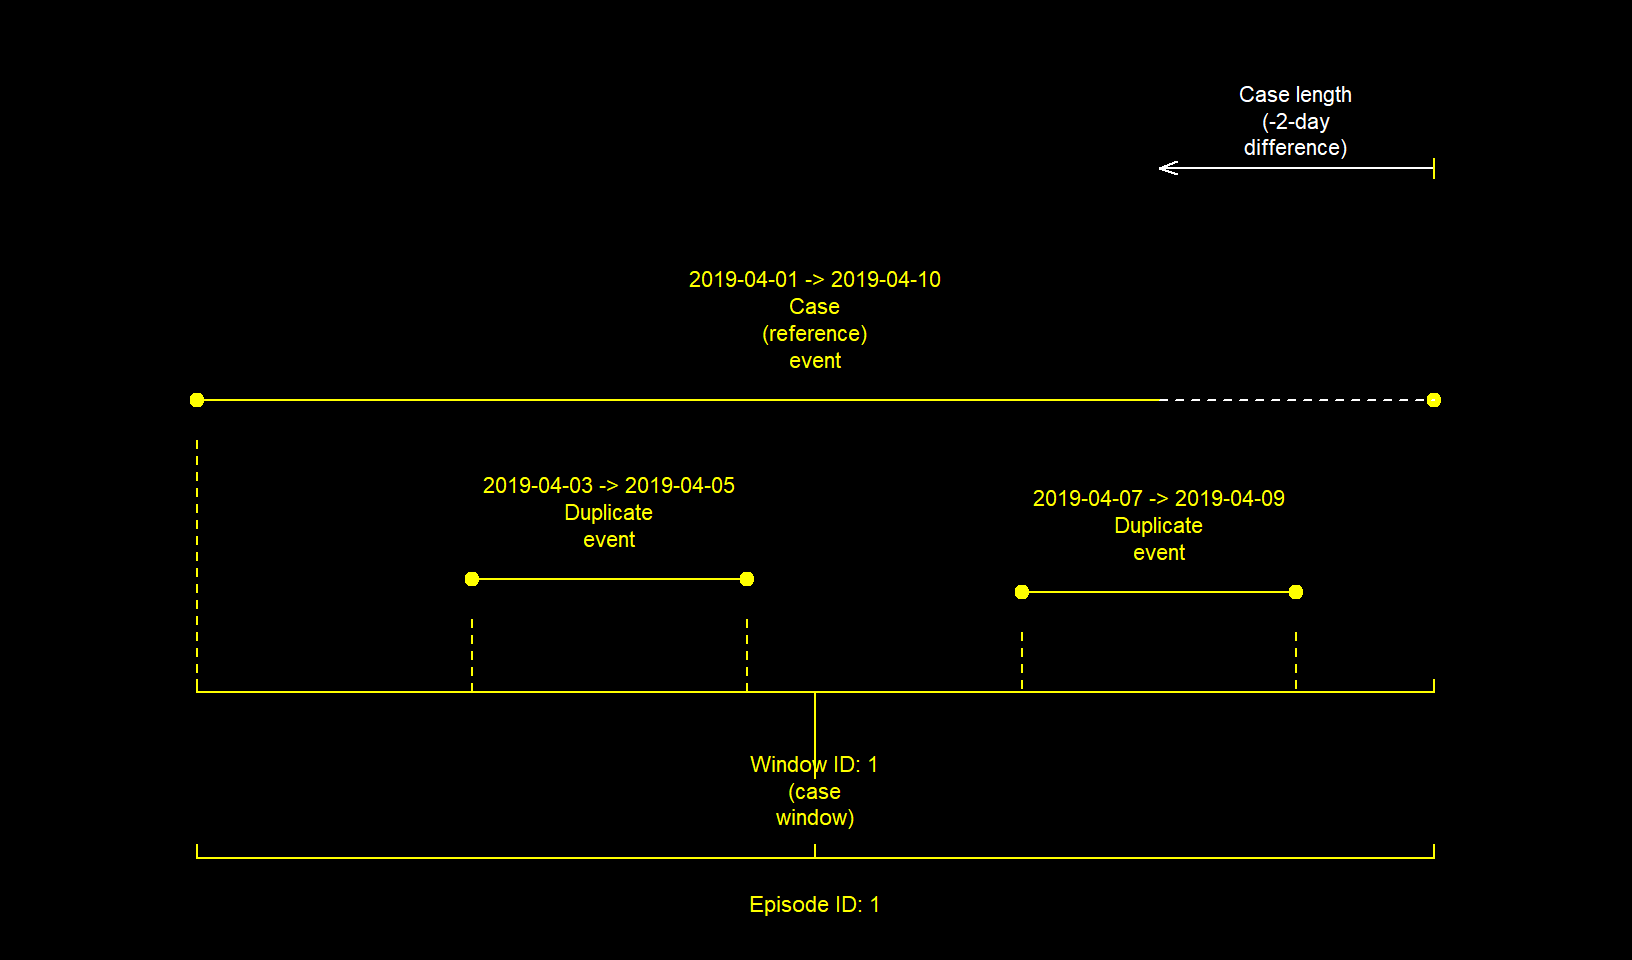 Case length
(-2-day
difference)
2019-04-01 -> 2019-04-10
Case
(reference)
event
2019-04-03 -> 2019-04-05
Duplicate
event
2019-04-07 -> 2019-04-09
Duplicate
event
Window ID: 1
(case
window)
Episode ID: 1